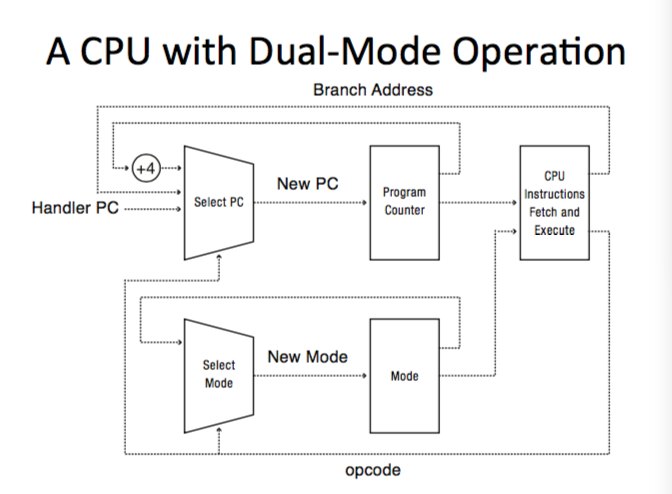 A CPU with Dual-Mode Operation
Branch Address
+4
Handler PC
Select PC
New PC
Program
Counter
CPU
Instructions
Fetch and
Execute
Select
Mode
New Mode
Mode
opcode